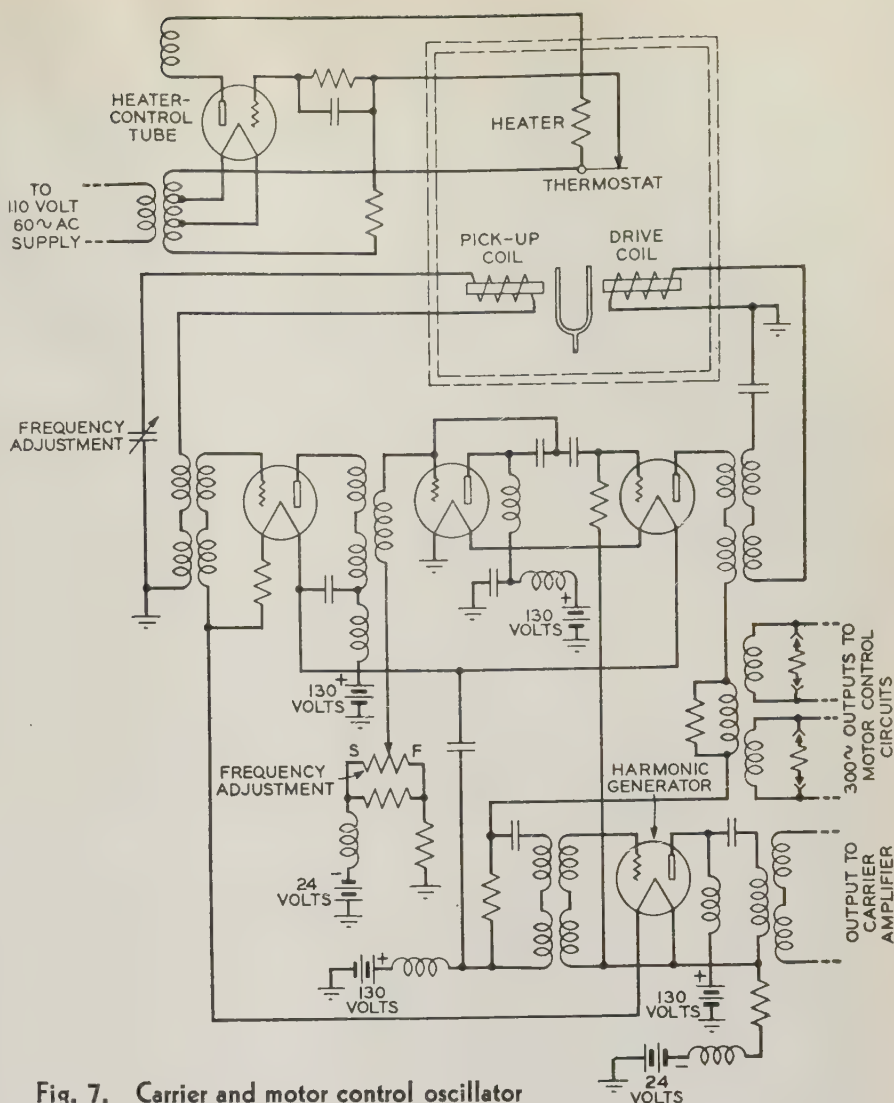 HEATER-
CONTROL
TUBE
HEATER
THERMOSTAT
TO
110 VOLT
60~ AC
SUPPLY
PICK-UP
COIL
DRIVE
COIL
FREQUENCY
ADJUSTMENT
+
130
VOLTS
+
130
VOLTS
S F
FREQUENCY
ADJUSTMENT
-
24
VOLTS
HARMONIC
GENERATOR
300~ OUTPUTS TO
MOTOR CONTROL
CIRCUITS
OUTPUT TO
CARRIER
AMPLIFIER
+
130
VOLTS
+
130
VOLTS
-
24
VOLTS
Fig. 7. Carrier and motor control oscillator